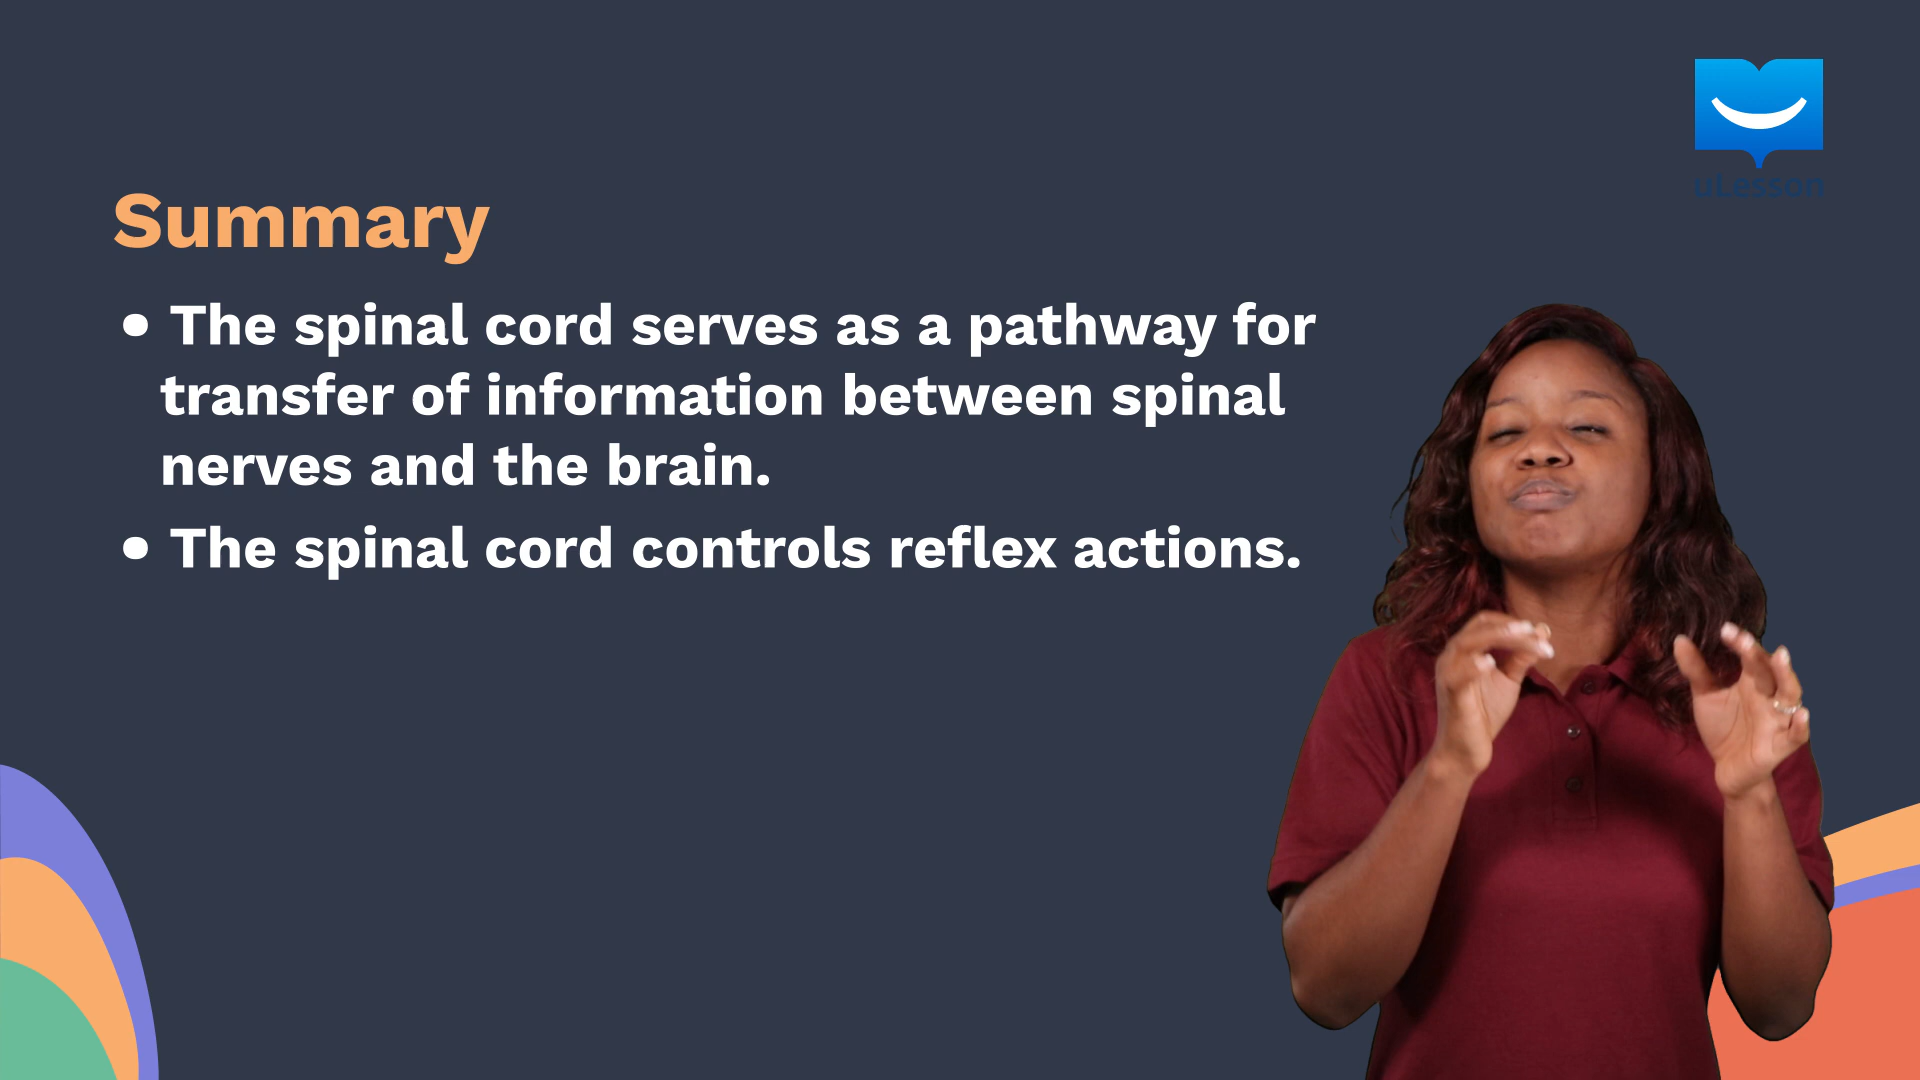 uLesson
Summary
• The spinal cord serves as a pathway for
transfer of information between spinal
nerves and the brain.
• The spinal cord controls reflex actions.